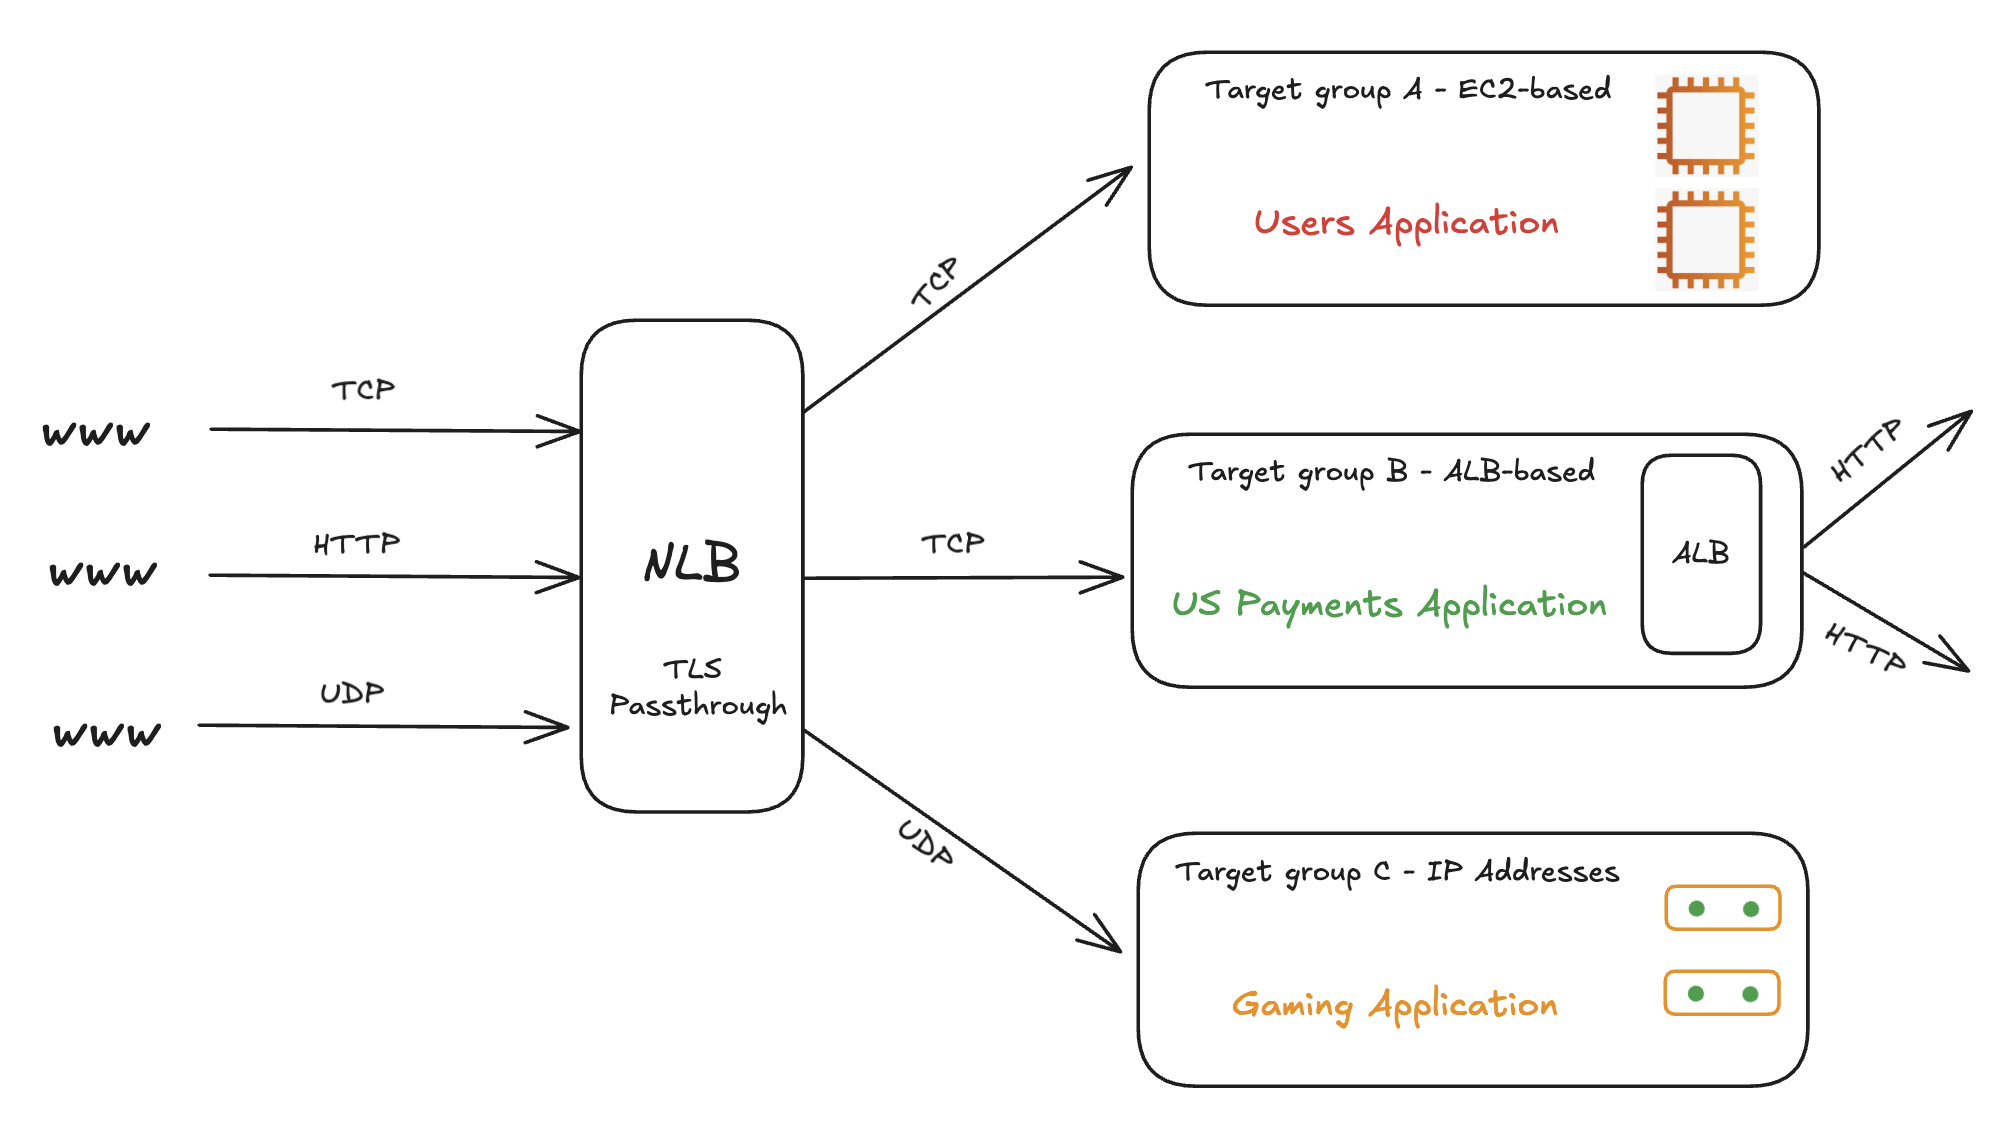 Target group A - EC2-based
Users Application
TCP
TCP
www
HTTP
www
UDP
www
NLB
TLS
Passthrough
TCP
Target group B - ALB-based
US Payments Application
ALB
HTTP
HTTP
UDP
Target group C - IP Addresses
Gaming Application